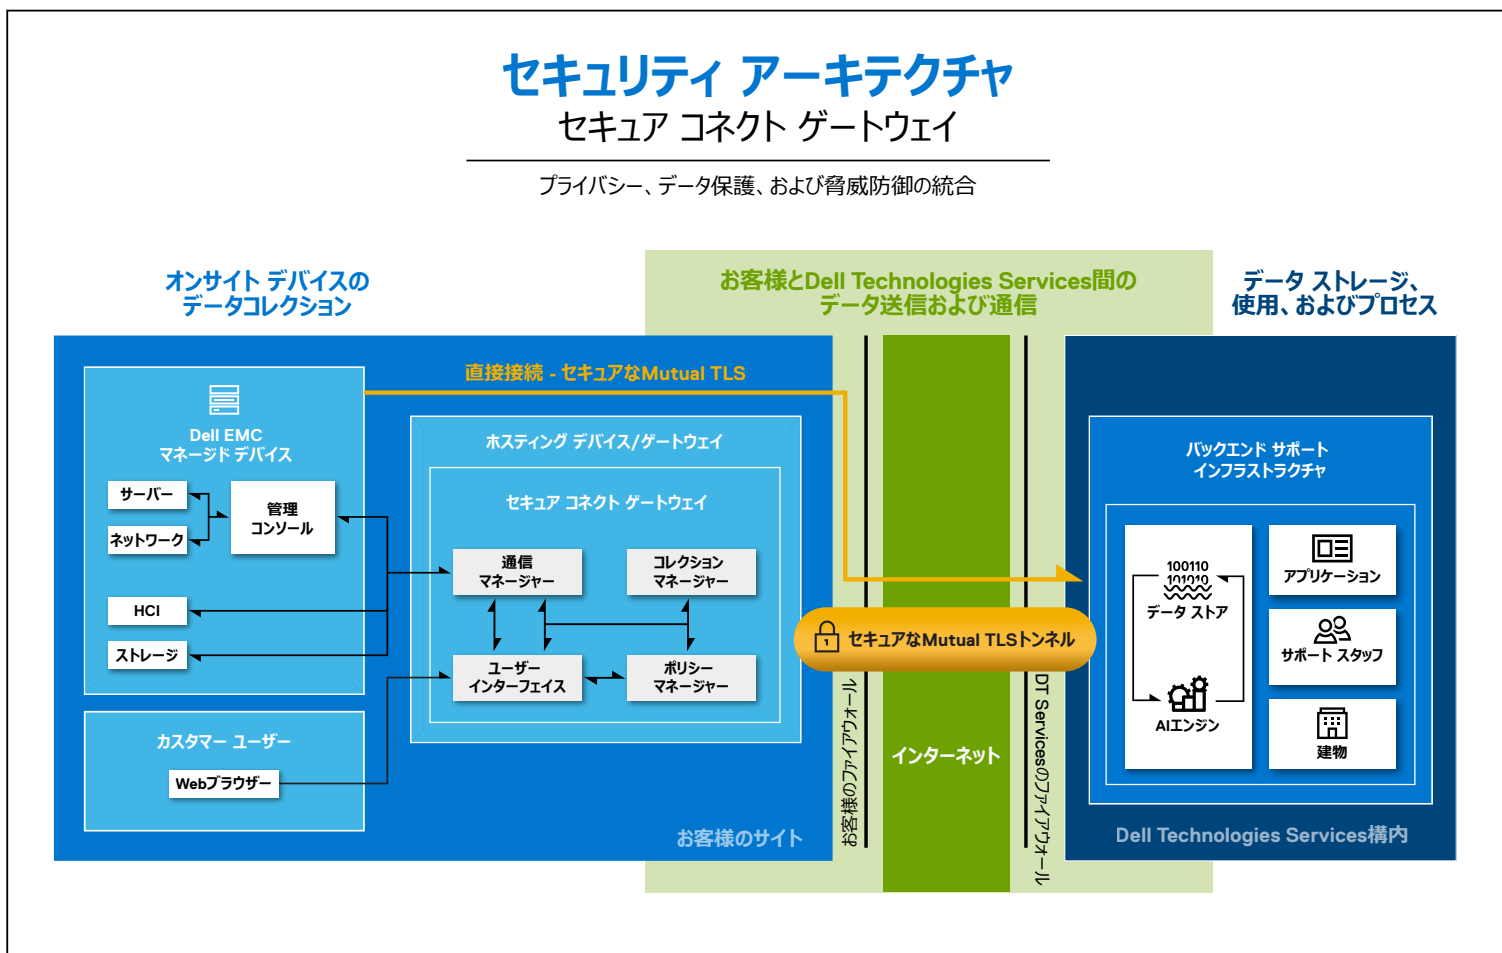 セキュリティ アーキテクチャ
セキュア コネクト ゲートウェイ
プライバシー、データ保護、および脅威防御の統合
オンサイト デバイスの
データコレクション
お客様とDell Technologies Services間の
データ送信および通信
データ ストレージ、
使用、およびプロセス
直接接続 - セキュアなMutual TLS
Dell EMC
マネージド デバイス
サーバー
ネットワーク
管理
コンソール
HCI
ストレージ
カスタマー ユーザー
Webブラウザー
ホスティング デバイス/ゲートウェイ
セキュア コネクト ゲートウェイ
通信
マネージャー
コレクション
マネージャー
ユーザー
インターフェイス
ポリシー
マネージャー
お客様のサイト
セキュアなMutual TLSトンネル
1
お客様のファイアウォール
インターネット
DT Servicesのファイアウォール
バックエンド サポート
インフラストラクチャ
100110
101010
データ ストア
AIエンジン
アプリケーション
サポート スタッフ
建物
Dell Technologies Services構内